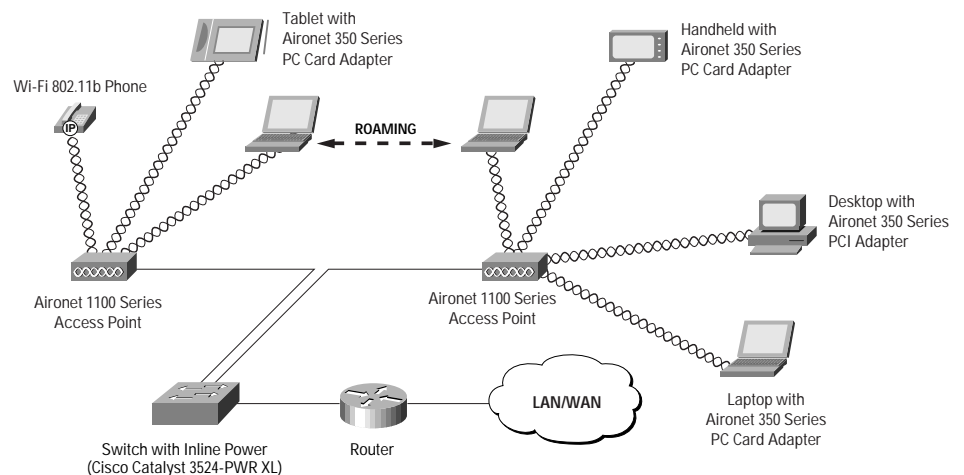 Tablet with
Aironet 350 Series
PC Card Adapter
Handheld with
Aironet 350 Series
PC Card Adapter
Wi-Fi 802.11b Phone
IP
ROAMING
Desktop with
Aironet 350 Series
PCI Adapter
Aironet 1100 Series
Access Point
Aironet 1100 Series
Access Point
LAN/WAN
Laptop with
Aironet 350 Series
PC Card Adapter
Switch with Inline Power
(Cisco Catalyst 3524-PWR XL)
Router